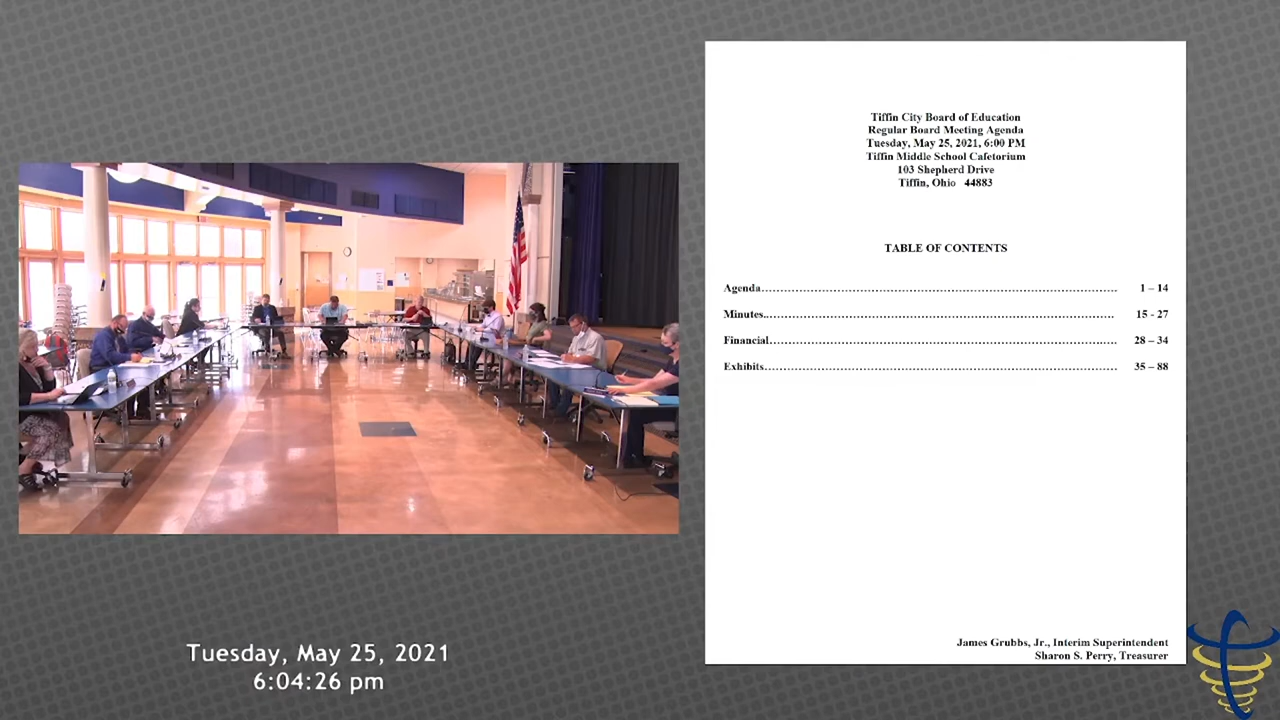 Tiffin City Board of Education
Regular Board Meeting Agenda
Tuesday, May 25, 2021, 6:00 PM
Tiffin Middle School Cafetorium
103 Shepherd Drive
Tiffin, Ohio 44883
TABLE OF CONTENTS
Agenda 1 – 14
Minutes 15 - 27
Financial 28 – 34
Exhibits 35 – 88
James Grubbs, Jr., Interim Superintendent
Sharon S. Perry, Treasurer
Tuesday, May 25, 2021
6:04:26 pm